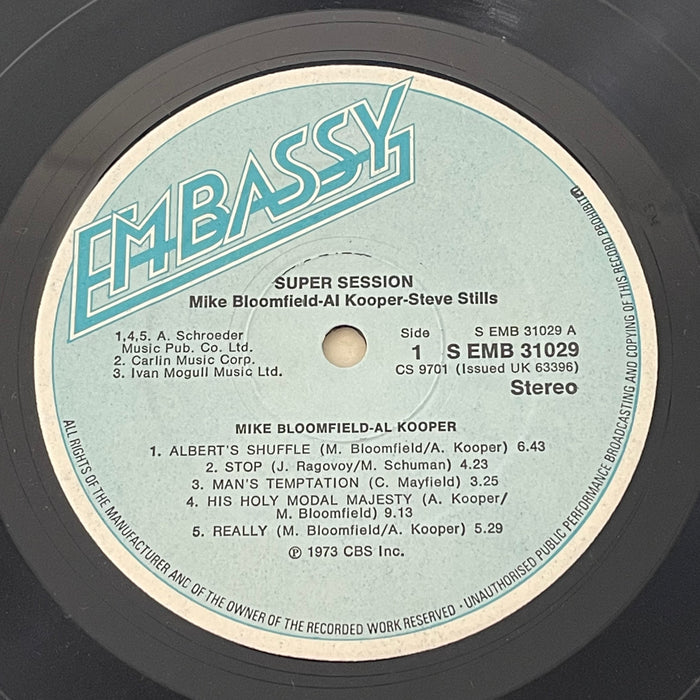 EMBASSY
SUPER SESSION
Mike Bloomfield-Al Kooper-Steve Stills
1,4,5. A. Schroeder
Music Pub. Co. Ltd.
2. Carlin Music Corp.
3. Ivan Mogull Music Ltd.
Side
1
S EMB 31029 A
S EMB 31029
CS 9701 (Issued UK 63396)
Stereo
MIKE BLOOMFIELD-AL KOOPER
1. ALBERT'S SHUFFLE (M. Bloomfield/A. Kooper) 6.43
2. STOP (J. Ragovoy/M. Schuman) 4.23
3. MAN'S TEMPTATION (C. Mayfield) 3.25
4. HIS HOLY MODAL MAJESTY (A. Kooper/
M. Bloomfield) 9.13
5. REALLY (M. Bloomfield/A. Kooper) 5.29
℗ 1973 CBS Inc.
ALL RIGHTS OF THE MANUFACTURER AND OF THE OWNER OF THE RECORDED WORK RESERVED · UNAUTHORISED PUBLIC PERFORMANCE BROADCASTING AND COPYING OF THIS RECORD PROHIBITED